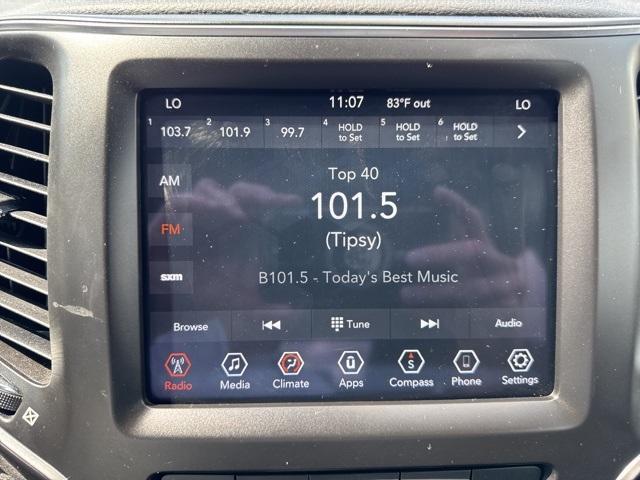 LO 11:07 83°F out LO
1 103.7 2 101.9 3 99.7 4 HOLD to Set 5 HOLD to Set 6 HOLD to Set
AM
Top 40
101.5
FM
(Tipsy)
sxm
B101.5 - Today's Best Music
Browse Tune Audio
S
Radio Media Climate Apps Compass Phone Settings